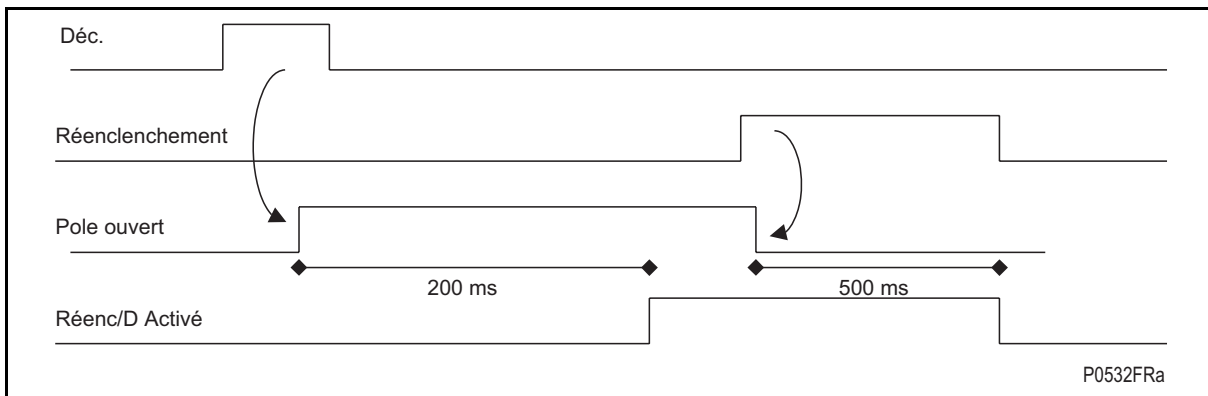 Déc.
Réenclenchement
Pole ouvert
200 ms
500 ms
Réenc/D Activé
P0532FRa